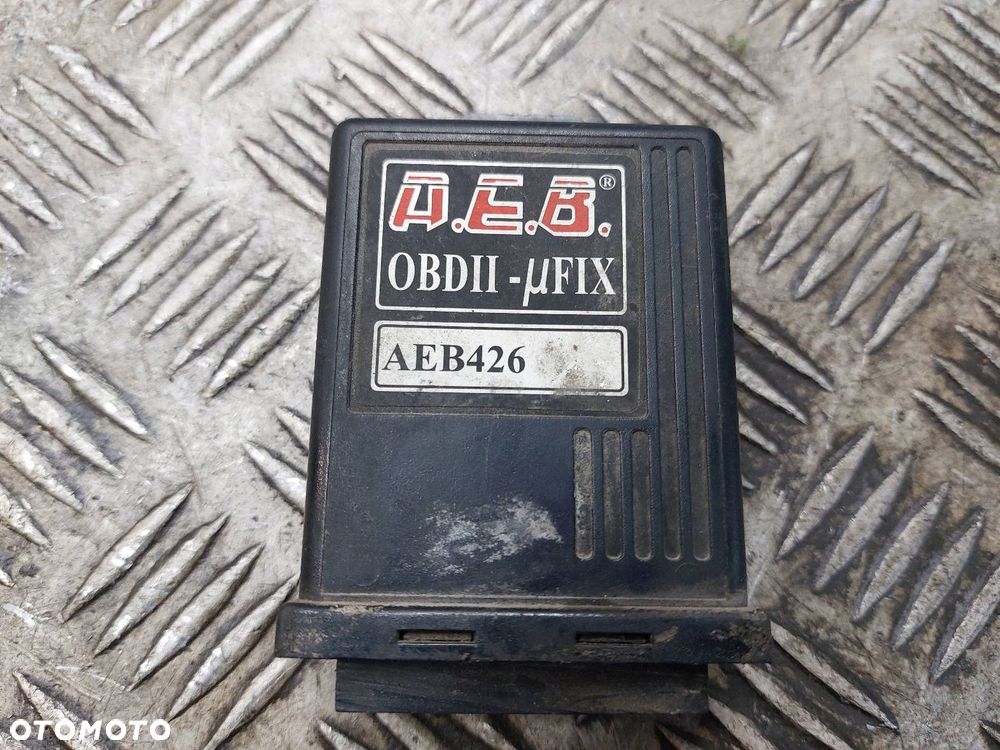 A.E.B.®
OBDII - µFIX
AEB426
OTOMOTO